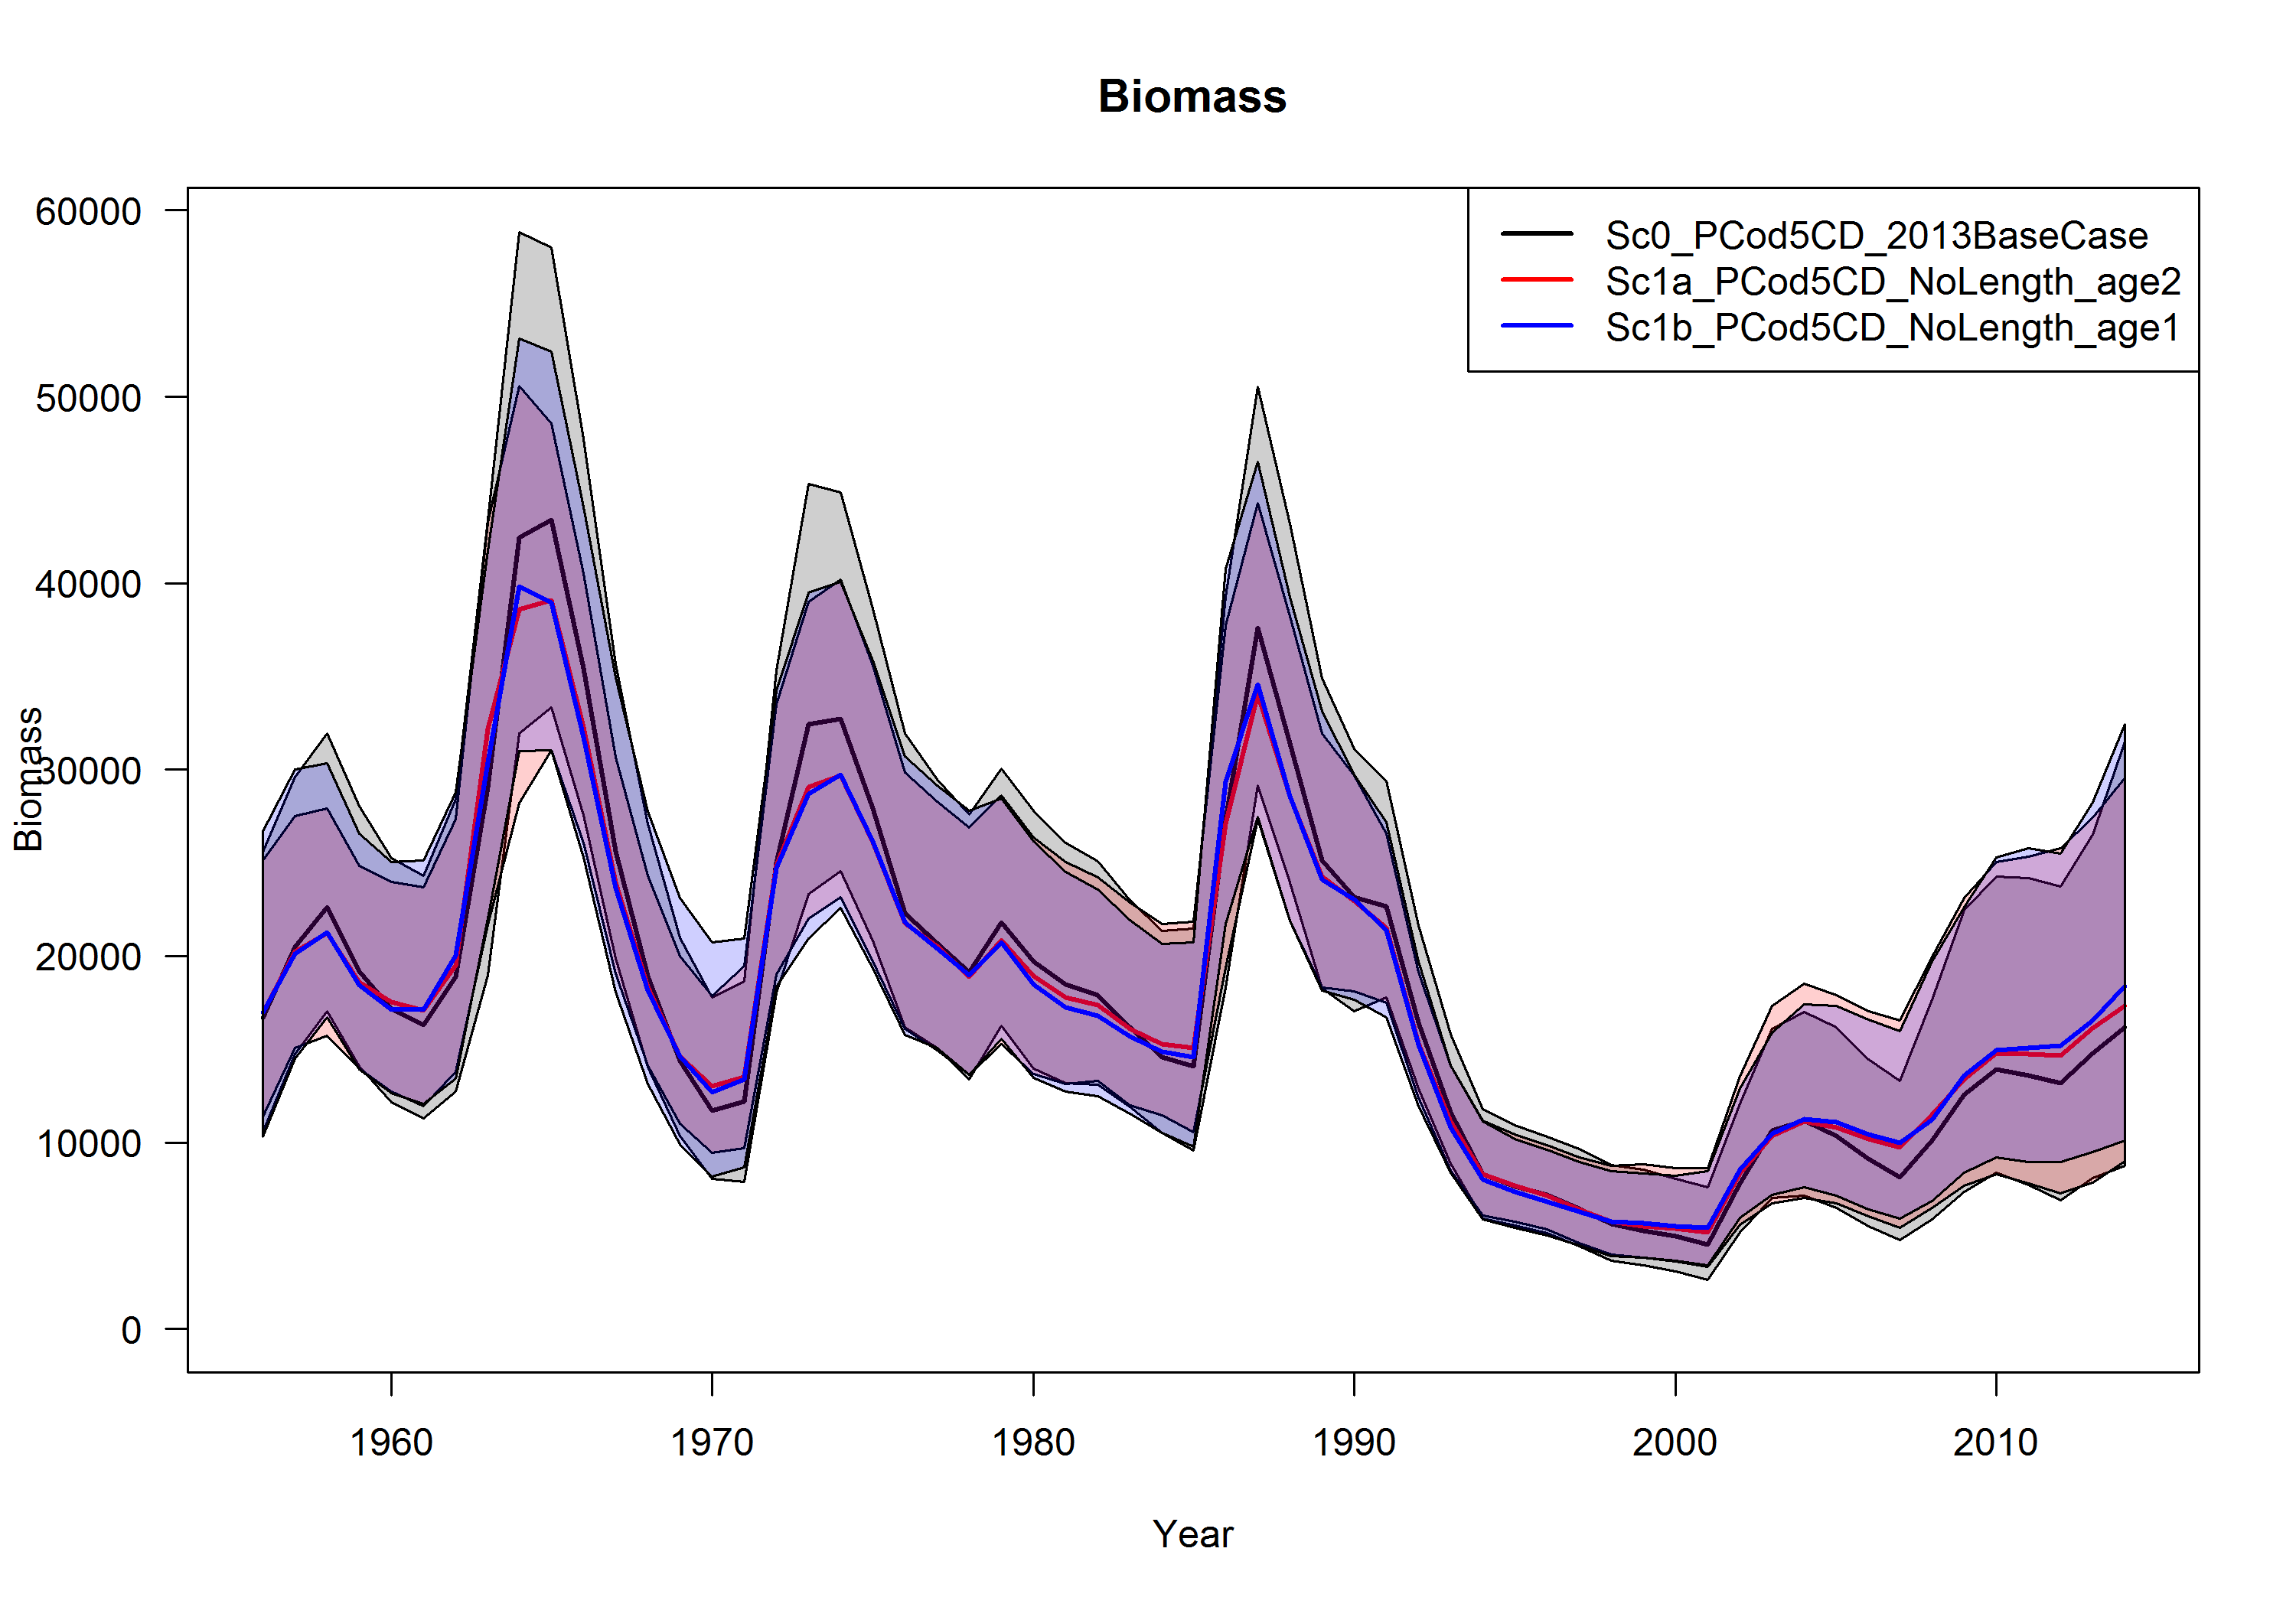 Biomass
Sc0_PCod5CD_2013BaseCase
Sc1a_PCod5CD_NoLength_age2
Sc1b_PCod5CD_NoLength_age1
60000
50000
40000
30000
20000
10000
0
Biomass
1960 1970 1980 1990 2000 2010
Year